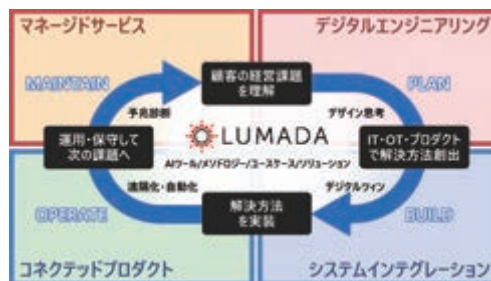 マネージドサービス
デジタルエンジニアリング
MAINTAIN
PLAN
顧客の経営課題
を理解
予兆診断
デザイン思考
運用・保守して
次の課題へ
LUMADA
AIツール/メソドロジー/ユースケース/ソリューション
IT・OT・プロダクト
で解決方法創出
遠隔化・自動化
デジタルツイン
解決方法
を実装
OPERATE
BUILD
コネクテッドプロダクト
システムインテグレーション